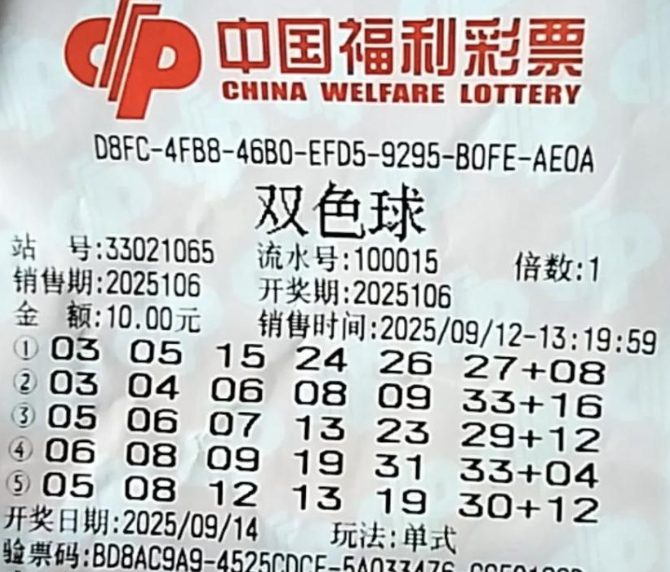 中国福利彩票
CHINA WELFARE LOTTERY
D8FC-4FB8-46B0-EFD5-9295-B0FE-AE0A
双色球
站 号:33021065 流水号:100015 倍数:1
销售期:2025106 开奖期:2025106
金 额:10.00元 销售时间:2025/09/12-13:19:59
① 03 05 15 24 26 27+08
② 03 04 06 08 09 33+16
③ 05 06 07 13 23 29+12
④ 06 08 09 19 31 33+04
⑤ 05 08 12 13 19 30+12
开奖日期:2025/09/14 玩法:单式
验票码:BD8AC9A9-4525CDCE-5A033476-